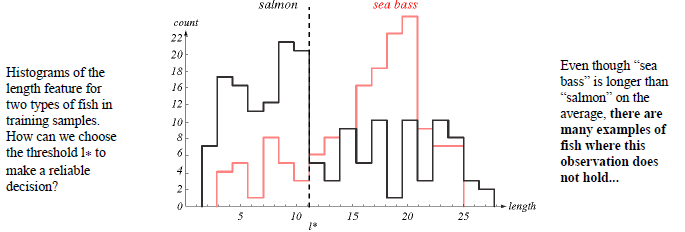 salmon
sea bass
count
22
20
18
16
12
10
8
6
4
2
0
5
10
15
20
25
length
l*
Histograms of the
length feature for
two types of fish in
training samples.
How can we choose
the threshold l* to
make a reliable
decision?
Even though “sea
bass” is longer than
“salmon” on the
average, there are
many examples of
fish where this
observation does
not hold...